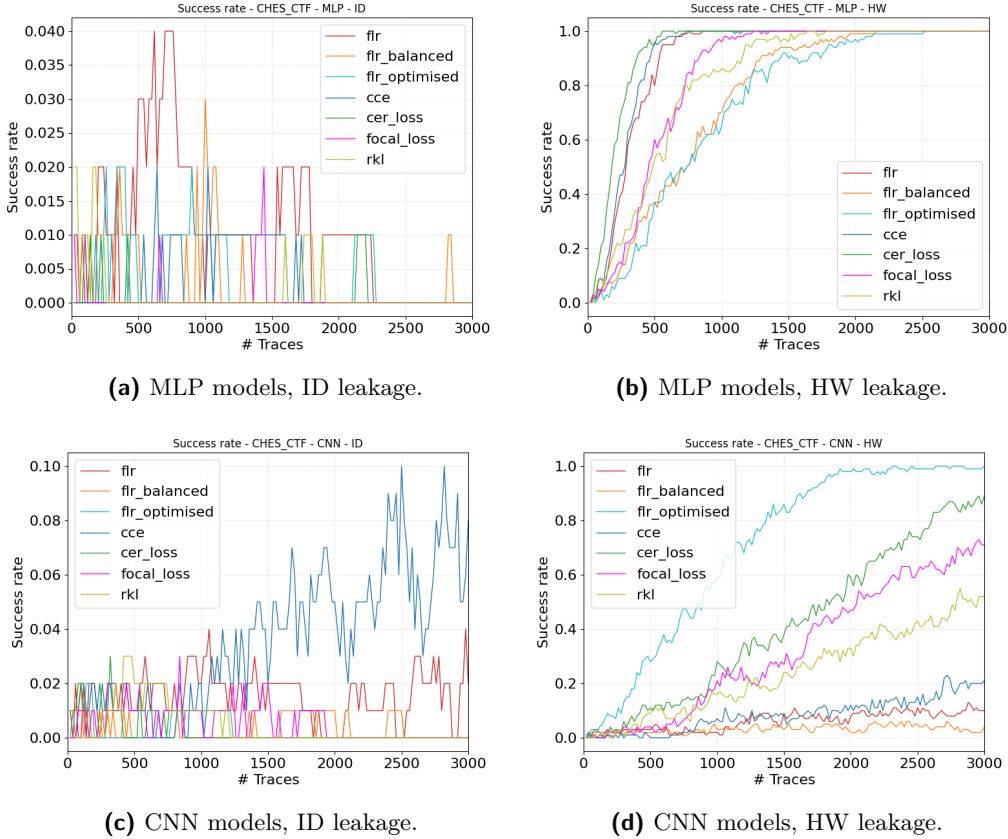 Success rate - CHES_CTF - MLP - ID
0.040
0.035
0.030
0.025
0.020
0.015
0.010
0.005
0.000
Success rate
flr
flr_balanced
flr_optimised
cce
cer_loss
focal_loss
rkl
0 500 1000 1500 2000 2500 3000
# Traces
(a) MLP models, ID leakage.
Success rate - CHES_CTF - MLP - HW
1.0
0.8
0.6
0.4
0.2
0.0
Success rate
flr
flr_balanced
flr_optimised
cce
cer_loss
focal_loss
rkl
0 500 1000 1500 2000 2500 3000
# Traces
(b) MLP models, HW leakage.
Success rate - CHES_CTF - CNN - ID
0.10
0.08
0.06
0.04
0.02
0.00
Success rate
flr
flr_balanced
flr_optimised
cce
cer_loss
focal_loss
rkl
0 500 1000 1500 2000 2500 3000
# Traces
(c) CNN models, ID leakage.
Success rate - CHES_CTF - CNN - HW
1.0
0.8
0.6
0.4
0.2
0.0
Success rate
flr
flr_balanced
flr_optimised
cce
cer_loss
focal_loss
rkl
0 500 1000 1500 2000 2500 3000
# Traces
(d) CNN models, HW leakage.